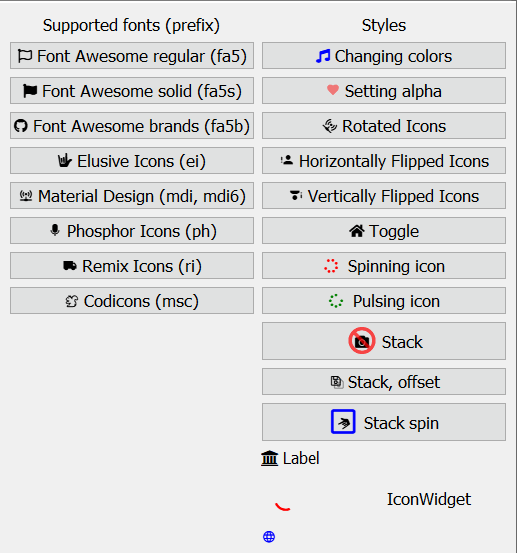 Supported fonts (prefix)
Font Awesome regular (fa5)
Font Awesome solid (fa5s)
Font Awesome brands (fa5b)
Elusive Icons (ei)
Material Design (mdi, mdi6)
Phosphor Icons (ph)
Remix Icons (ri)
Codicons (msc)
Styles
Changing colors
Setting alpha
Rotated Icons
Horizontally Flipped Icons
Vertically Flipped Icons
Toggle
Spinning icon
Pulsing icon
Stack
Stack, offset
Stack spin
Label
IconWidget